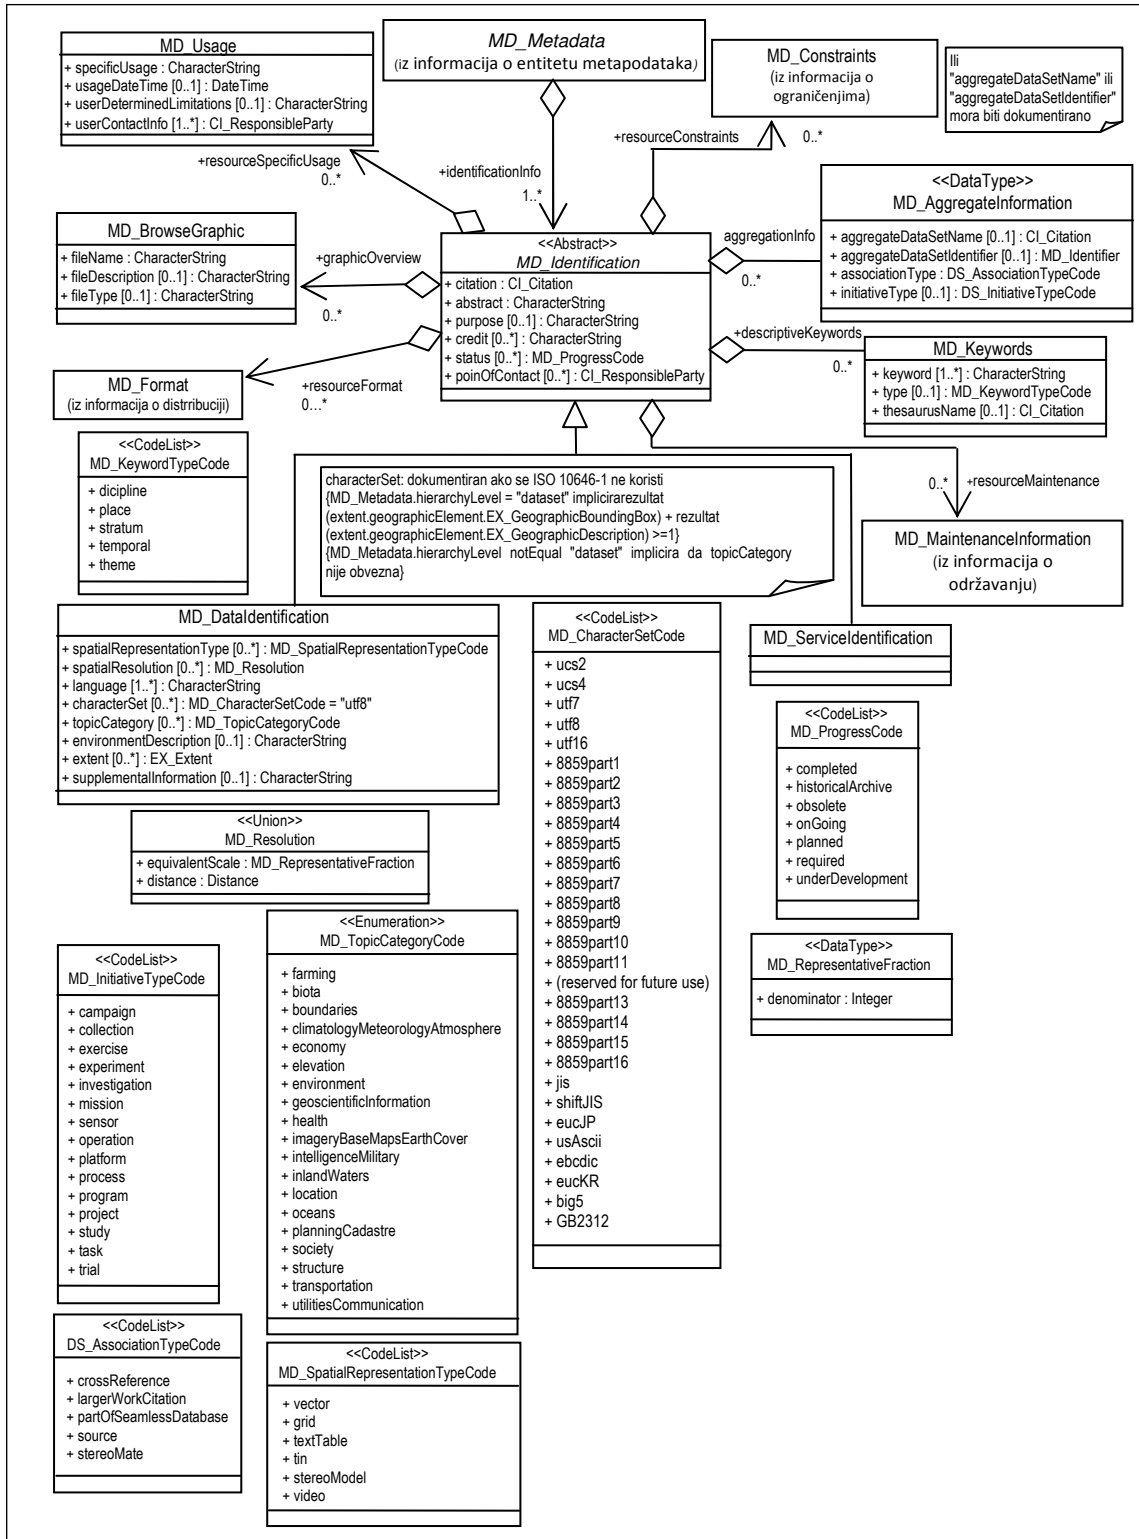 MD_Usage
+ specificUsage : CharacterString
+ usageDateTime [0..1] : DateTime
+ userDeterminedLimitations [0..1] : CharacterString
+ userContactInfo [1..*] : CI_ResponsibleParty
MD_Metadata
(iz informacija o entitetu metapodataka)
MD_Constraints
(iz informacija o
ograničenjima)
Ili
"aggregateDataSetName" ili
"aggregateDataSetIdentifier"
mora biti dokumentirano
+resourceSpecificUsage
0..*
+identificationInfo
1..*
+resourceConstraints
0..*
<<DataType>>
MD_AggregateInformation
+ aggregateDataSetName [0..1] : CI_Citation
+ aggregateDataSetIdentifier [0..1] : MD_Identifier
+ associationType : DS_AssociationTypeCode
+ initiativeType [0..1] : DS_InitiativeTypeCode
aggregationInfo
0..*
MD_BrowseGraphic
+ fileName : CharacterString
+ fileDescription [0..1] : CharacterString
+ fileType [0..1] : CharacterString
+graphicOverview
0..*
<<Abstract>>
MD_Identification
+ citation : CI_Citation
+ abstract : CharacterString
+ purpose [0..1] : CharacterString
+ credit [0..*] : CharacterString
+ status [0..*] : MD_ProgressCode
+ poinOfContact [0..*] : CI_ResponsibleParty
+descriptiveKeywords
0..*
MD_Keywords
+ keyword [1..*] : CharacterString
+ type [0..1] : MD_KeywordTypeCode
+ thesaurusName [0..1] : CI_Citation
MD_Format
(iz informacija o distrribuciji)
+resourceFormat
0...*
<<CodeList>>
MD_KeywordTypeCode
+ dicipline
+ place
+ stratum
+ temporal
+ theme
characterSet: dokumentiran ako se ISO 10646-1 ne koristi
{MD_Metadata.hierarchyLevel = "dataset" implicirarezultat
(extent.geographicElement.EX_GeographicBoundingBox) + rezultat
(extent.geographicElement.EX_GeographicDescription) >=1}
{MD_Metadata.hierarchyLevel notEqual "dataset" implicira da topicCategory
nije obvezna}
0..*
+resourceMaintenance
MD_MaintenanceInformation
(iz informacija o
održavanju)
MD_DataIdentification
+ spatialRepresentationType [0..*] : MD_SpatialRepresentationTypeCode
+ spatialResolution [0..*] : MD_Resolution
+ language [1..*] : CharacterString
+ characterSet [0..*] : MD_CharacterSetCode = "utf8"
+ topicCategory [0..*] : MD_TopicCategoryCode
+ environmentDescription [0..1] : CharacterString
+ extent [0..*] : EX_Extent
+ supplementalInformation [0..1] : CharacterString
<<CodeList>>
MD_CharacterSetCode
+ ucs2
+ ucs4
+ utf7
+ utf8
+ utf16
+ 8859part1
+ 8859part2
+ 8859part3
+ 8859part4
+ 8859part5
+ 8859part6
+ 8859part7
+ 8859part8
+ 8859part9
+ 8859part10
+ 8859part11
+ (reserved for future use)
+ 8859part13
+ 8859part14
+ 8859part15
+ 8859part16
+ jis
+ shiftJIS
+ eucJP
+ usAscii
+ ebcdic
+ eucKR
+ big5
+ GB2312
MD_ServiceIdentification
<<CodeList>>
MD_ProgressCode
+ completed
+ historicalArchive
+ obsolete
+ onGoing
+ planned
+ required
+ underDevelopment
<<Union>>
MD_Resolution
+ equivalentScale : MD_RepresentativeFraction
+ distance : Distance
<<DataType>>
MD_RepresentativeFraction
+ denominator : Integer
<<CodeList>>
MD_InitiativeTypeCode
+ campaign
+ collection
+ exercise
+ experiment
+ investigation
+ mission
+ sensor
+ operation
+ platform
+ process
+ program
+ project
+ study
+ task
+ trial
<<Enumeration>>
MD_TopicCategoryCode
+ farming
+ biota
+ boundaries
+ climatologyMeteorologyAtmosphere
+ economy
+ elevation
+ environment
+ geoscientificInformation
+ health
+ imageryBaseMapsEarthCover
+ intelligenceMilitary
+ inlandWaters
+ location
+ oceans
+ planningCadastre
+ society
+ structure
+ transportation
+ utilitiesCommunication
<<CodeList>>
DS_AssociationTypeCode
+ crossReference
+ largerWorkCitation
+ partOfSeamlessDatabase
+ source
+ stereoMate
<<CodeList>>
MD_SpatialRepresentationTypeCode
+ vector
+ grid
+ textTable
+ tin
+ stereoModel
+ video